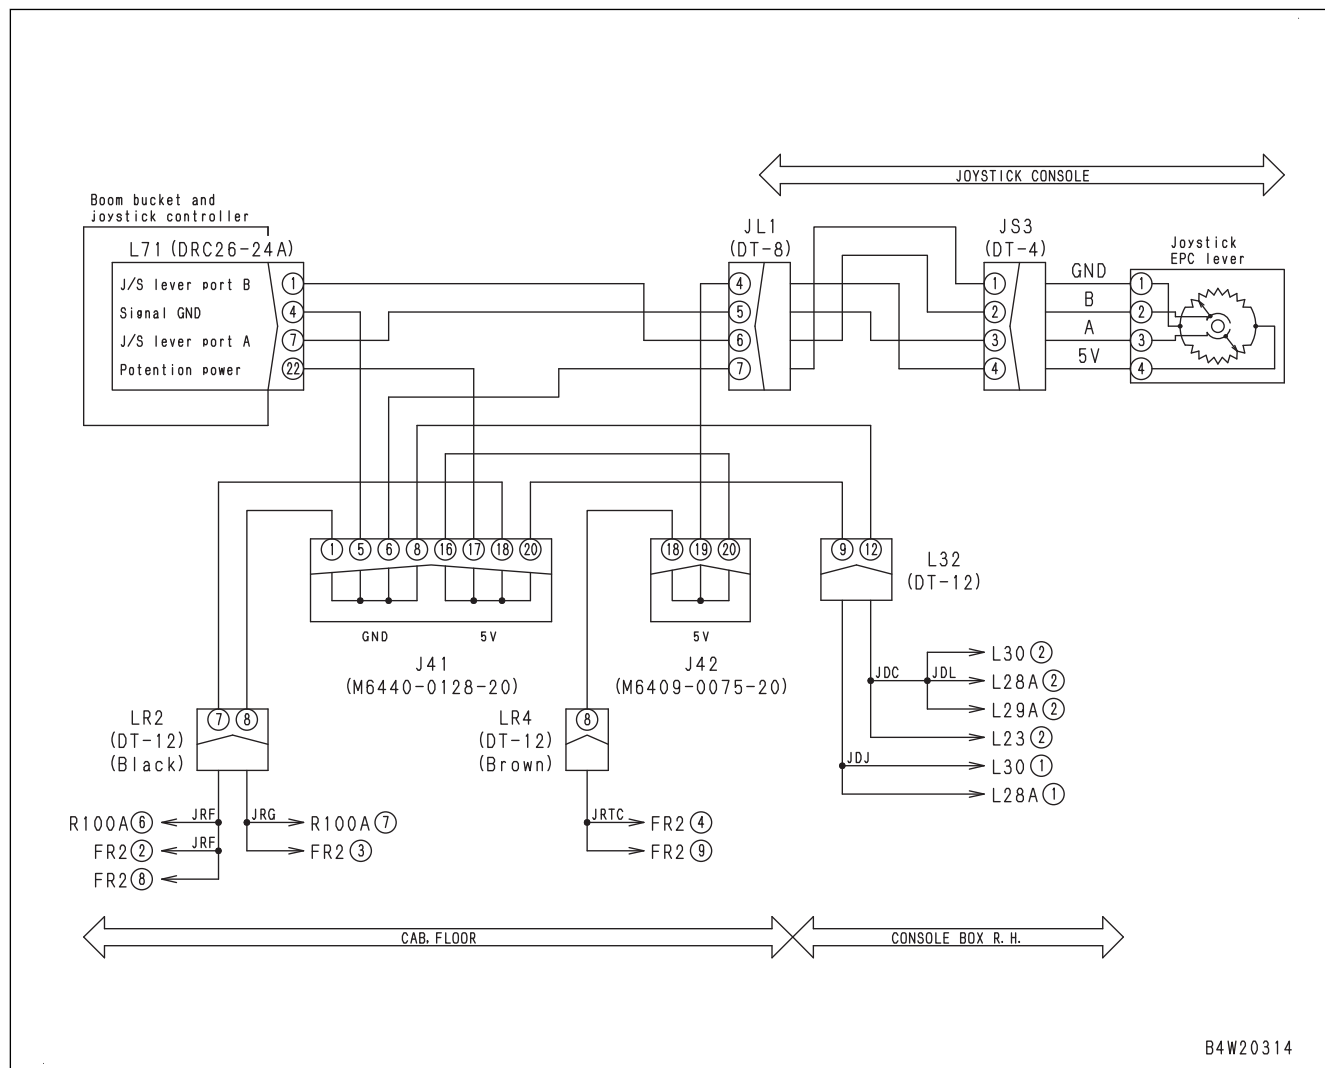 JOYSTICK CONSOLE
Boom bucket and
joystick controller
L71 (DRC26-24A)
J/S lever port B
1
Signal GND
4
J/S lever port A
7
Potention power
22
JL1
(DT-8)
4
5
6
7
JS3
(DT-4)
1
2
3
4
GND
B
A
5V
Joystick
EPC lever
1
2
3
4
1 5 6 8 16 17 18 20
GND 5V
J41
(M6440-0128-20)
18 19 20
5V
J42
(M6409-0075-20)
9 12
L32
(DT-12)
JDC JDL
L30 2
L28A 2
L29A 2
L23 2
JDJ
L30 1
L28A 1
LR2
(DT-12)
(Black)
7 8
LR4
(DT-12)
(Brown)
8
R100A 6 JRF
FR2 2 JRF
FR2 8
JRG R100A 7
FR2 3
JRTC FR2 4
FR2 9
CAB, FLOOR
CONSOLE BOX R. H.
B4W20314